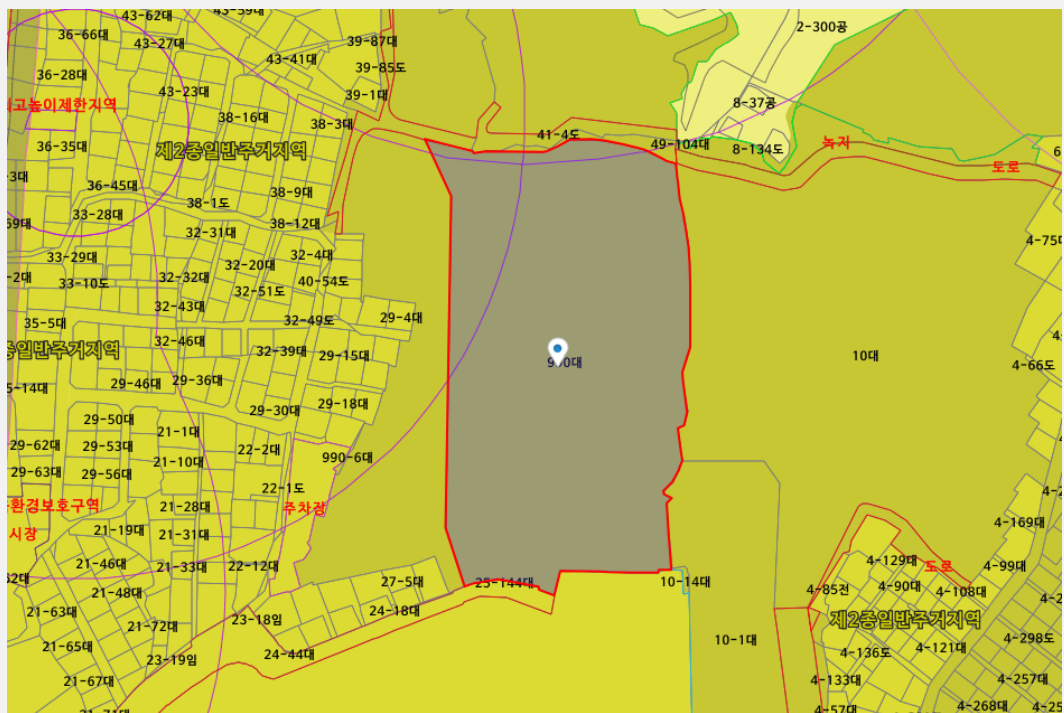 43-62대
43-59대
36-66대
43-27대
39-87대
2-300공
43-41대
39-85도
36-28대
43-23대
39-1대
8-37공
최고높이제한지역
38-16대
38-3대
41-4도
49-104대
8-134도
녹지
36-35대
제2종일반주거지역
도로
36-45대
38-9대
38-1도
33-28대
38-12대
32-31대
4-75대
33-29대
32-20대
32-4대
33-10도
32-32대
32-51도
40-54도
32-43대
32-49도
29-4대
35-5대
32-46대
종일반주거지역
32-39대
29-15대
10대
4-66도
29-46대
29-36대
29-30대
29-18대
29-50대
21-1대
29-62대
29-53대
22-2대
990-6대
29-63대
29-56대
21-10대
22-1도
환경보호구역
21-28대
주차장
시장
21-19대
21-31대
4-169대
21-46대
21-33대
22-12대
4-129대
도로
4-99대
21-48대
27-5대
25-144대
10-14대
4-85전
4-90대
4-108대
21-63대
24-18대
23-18임
제2종일반주거지역
21-72대
10-1대
4-298도
21-65대
24-44대
4-136도
4-121대
23-19임
21-67대
4-133대
4-257대
21-71대
4-57대
4-268대